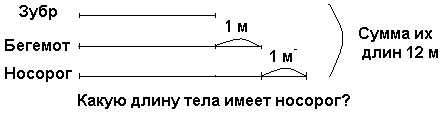 Зубр
1 м
Сумма их
Бегемот
длин 12 м
1 м
Носорог
Какую длину тела имеет носорог?